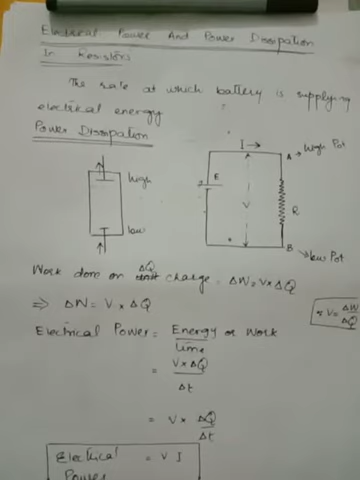 Electrical Power And Power Dissipation
In Resistors
The rate at which battery is supplying
electrical energy
Power Dissipation
high
low
I →
A → High Pot
E
V
R
B → low Pot
Work done on ΔQ charge = ΔW = V × ΔQ
⇒ ΔW = V × ΔQ
∵ V = ΔW
ΔQ
Electrical Power = Energy or Work
time
= V × ΔQ
Δt
= V × ΔQ
Δt
Electrical = V I
Power